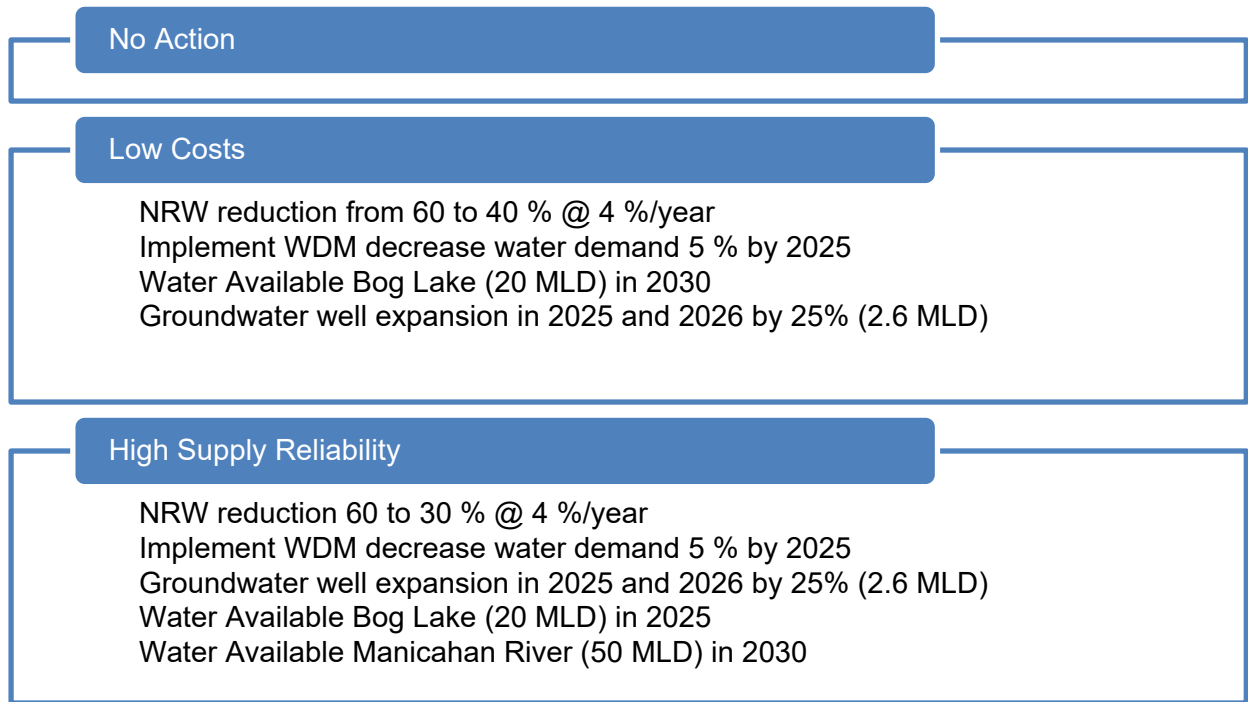 No Action
Low Costs
NRW reduction from 60 to 40 % @ 4 %/year
Implement WDM decrease water demand 5 % by 2025
Water Available Bog Lake (20 MLD) in 2030
Groundwater well expansion in 2025 and 2026 by 25% (2.6 MLD)
High Supply Reliability
NRW reduction 60 to 30 % @ 4 %/year
Implement WDM decrease water demand 5 % by 2025
Groundwater well expansion in 2025 and 2026 by 25% (2.6 MLD)
Water Available Bog Lake (20 MLD) in 2025
Water Available Manicahan River (50 MLD) in 2030